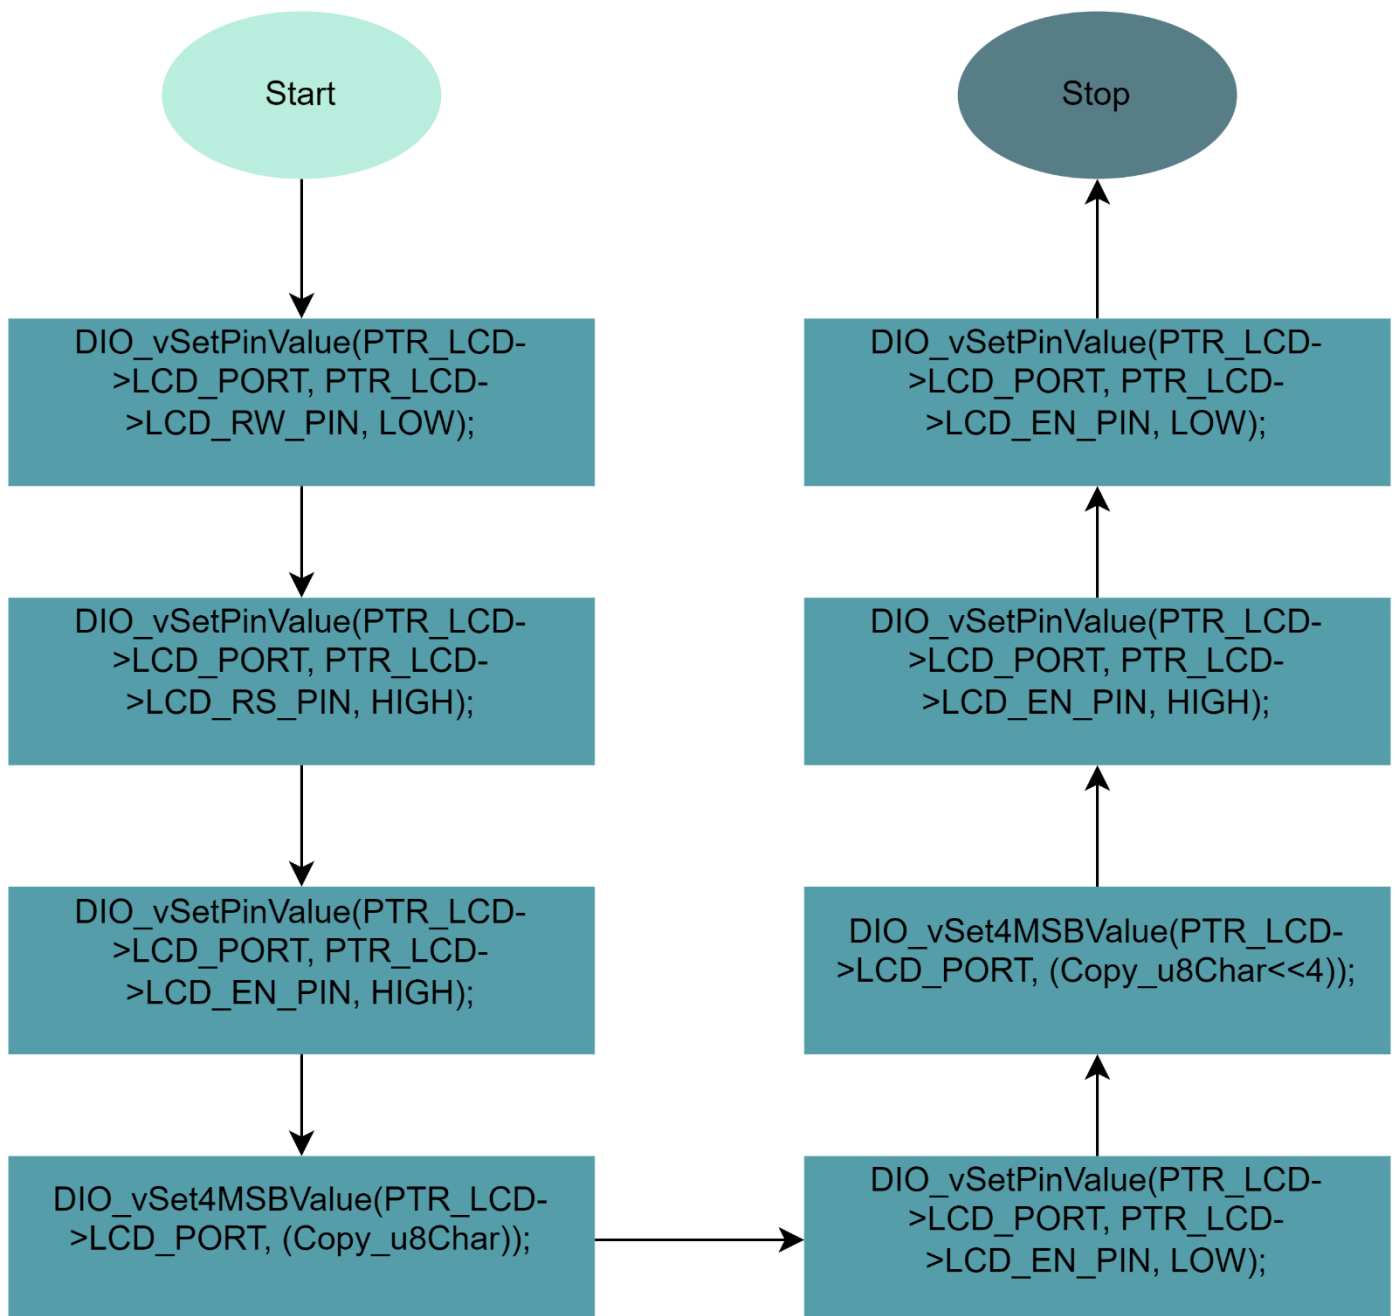 Start
DIO_vSetPinValue(PTR_LCD-
>LCD_PORT, PTR_LCD-
>LCD_RW_PIN, LOW);
DIO_vSetPinValue(PTR_LCD-
>LCD_PORT, PTR_LCD-
>LCD_RS_PIN, HIGH);
DIO_vSetPinValue(PTR_LCD-
>LCD_PORT, PTR_LCD-
>LCD_EN_PIN, HIGH);
DIO_vSet4MSBValue(PTR_LCD-
>LCD_PORT, (Copy_u8Char));
DIO_vSetPinValue(PTR_LCD-
>LCD_PORT, PTR_LCD-
>LCD_EN_PIN, LOW);
DIO_vSet4MSBValue(PTR_LCD-
>LCD_PORT, (Copy_u8Char<<4));
DIO_vSetPinValue(PTR_LCD-
>LCD_PORT, PTR_LCD-
>LCD_EN_PIN, HIGH);
DIO_vSetPinValue(PTR_LCD-
>LCD_PORT, PTR_LCD-
>LCD_EN_PIN, LOW);
Stop